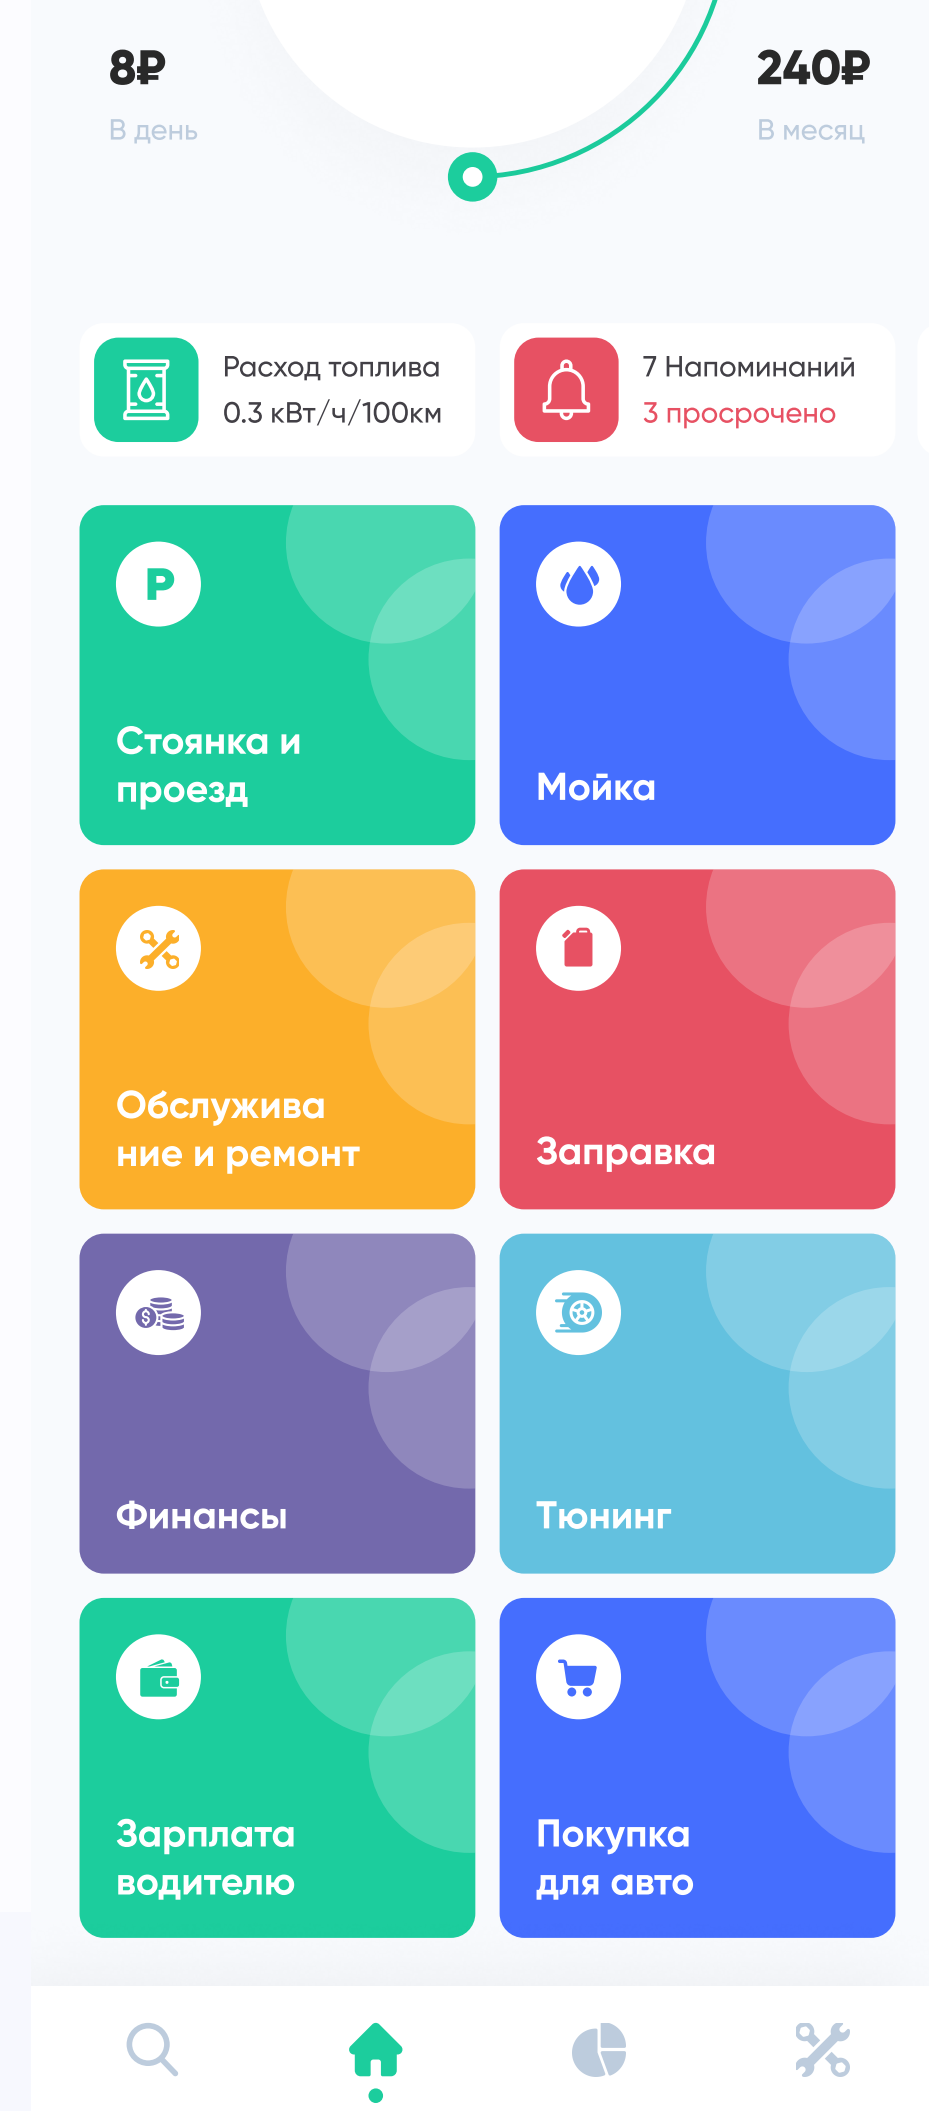 8₽
240₽
В день
В месяц
Расход топлива
0.3 кВт/ч/100км
7 Напоминаний
3 просрочено
P
Стоянка и
проезд
Мойка
Обслужива
ние и ремонт
Заправка
$
Финансы
Тюнинг
Зарплата
водителю
Покупка
для авто